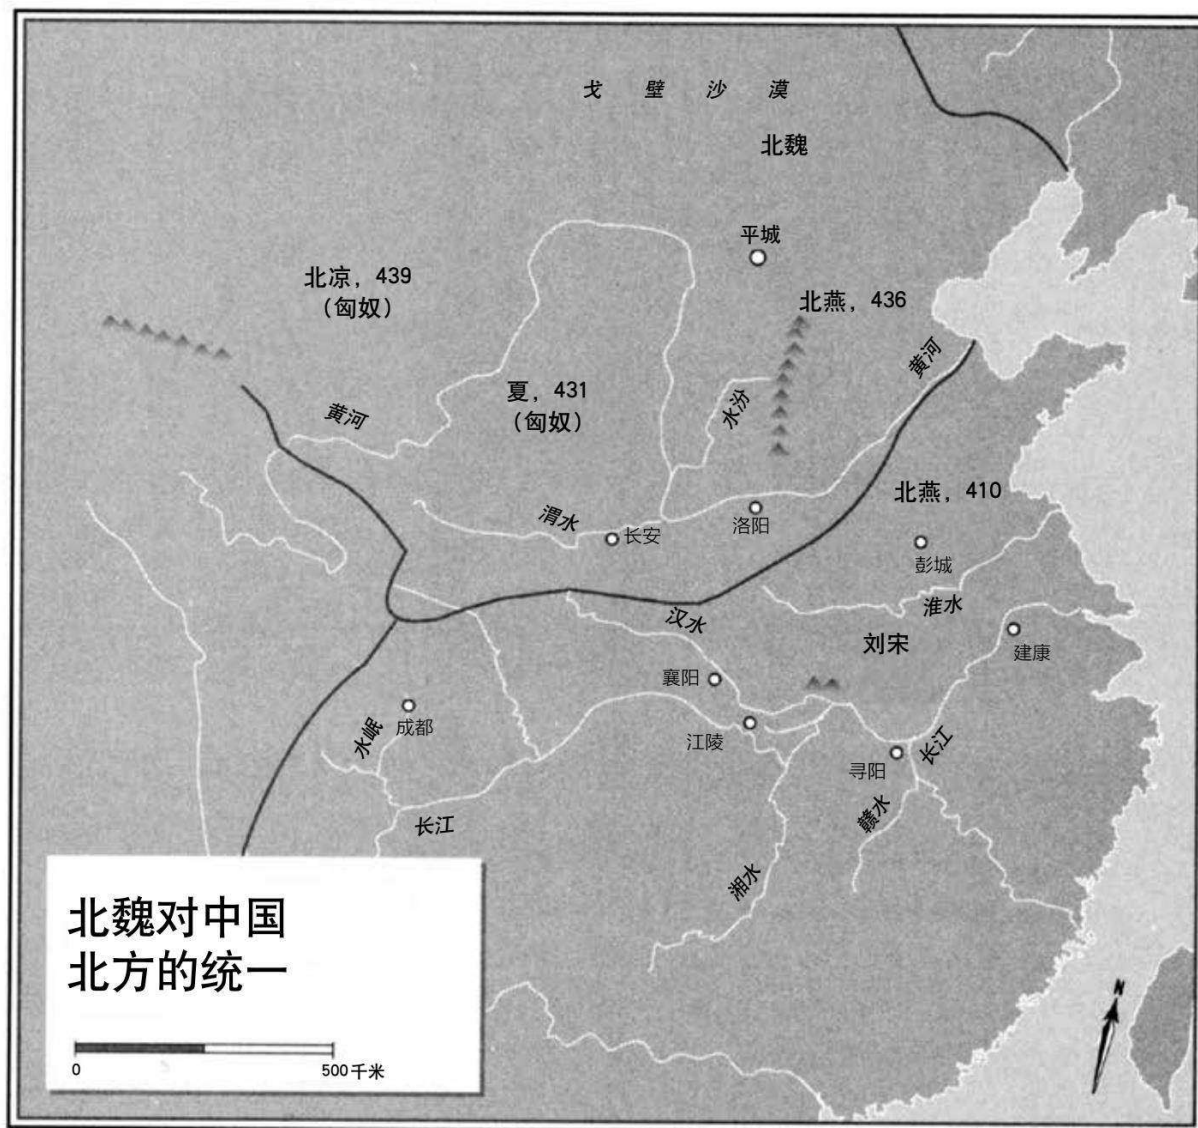 戈壁沙漠
北魏
平城
北凉，439
（匈奴）
北燕，436
黄河
夏，431
（匈奴）
黄河
水汾
北燕，410
渭水
长安
洛阳
彭城
淮水
汉水
刘宋
建康
襄阳
成都
水岷
江陵
寻阳
长江
长江
赣水
湘水
北魏对中国
北方的统一
0
500千米
N